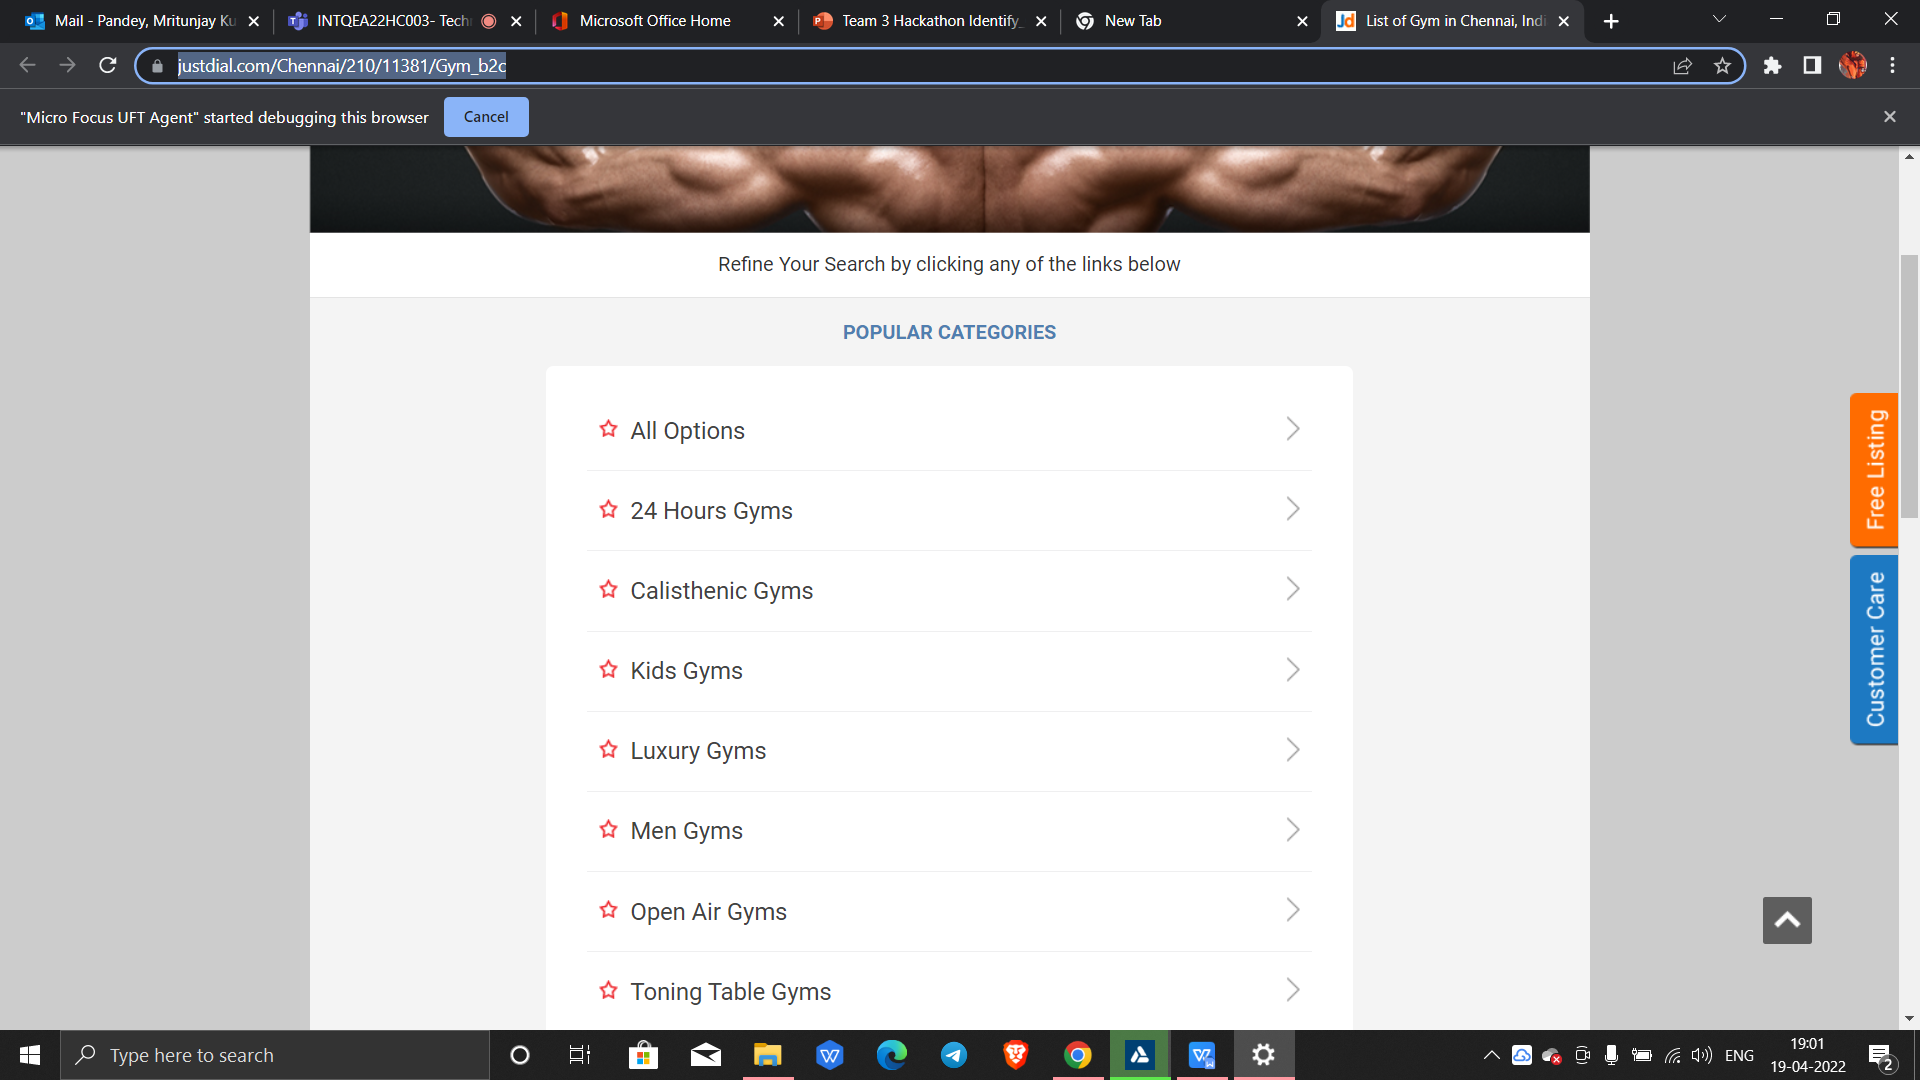 Mail - Pandey, Mritunjay Ku
INTQEA22HC003- Techn
Microsoft Office Home
Team 3 Hackathon Identify_
New Tab
List of Gym in Chennai, Indi
justdial.com/Chennai/210/11381/Gym_b2c
"Micro Focus UFT Agent" started debugging this browser
Cancel
Refine Your Search by clicking any of the links below
POPULAR CATEGORIES
All Options
24 Hours Gyms
Calisthenic Gyms
Kids Gyms
Luxury Gyms
Men Gyms
Open Air Gyms
Toning Table Gyms
Free Listing
Customer Care
Type here to search
ENG
19:01
19-04-2022
2